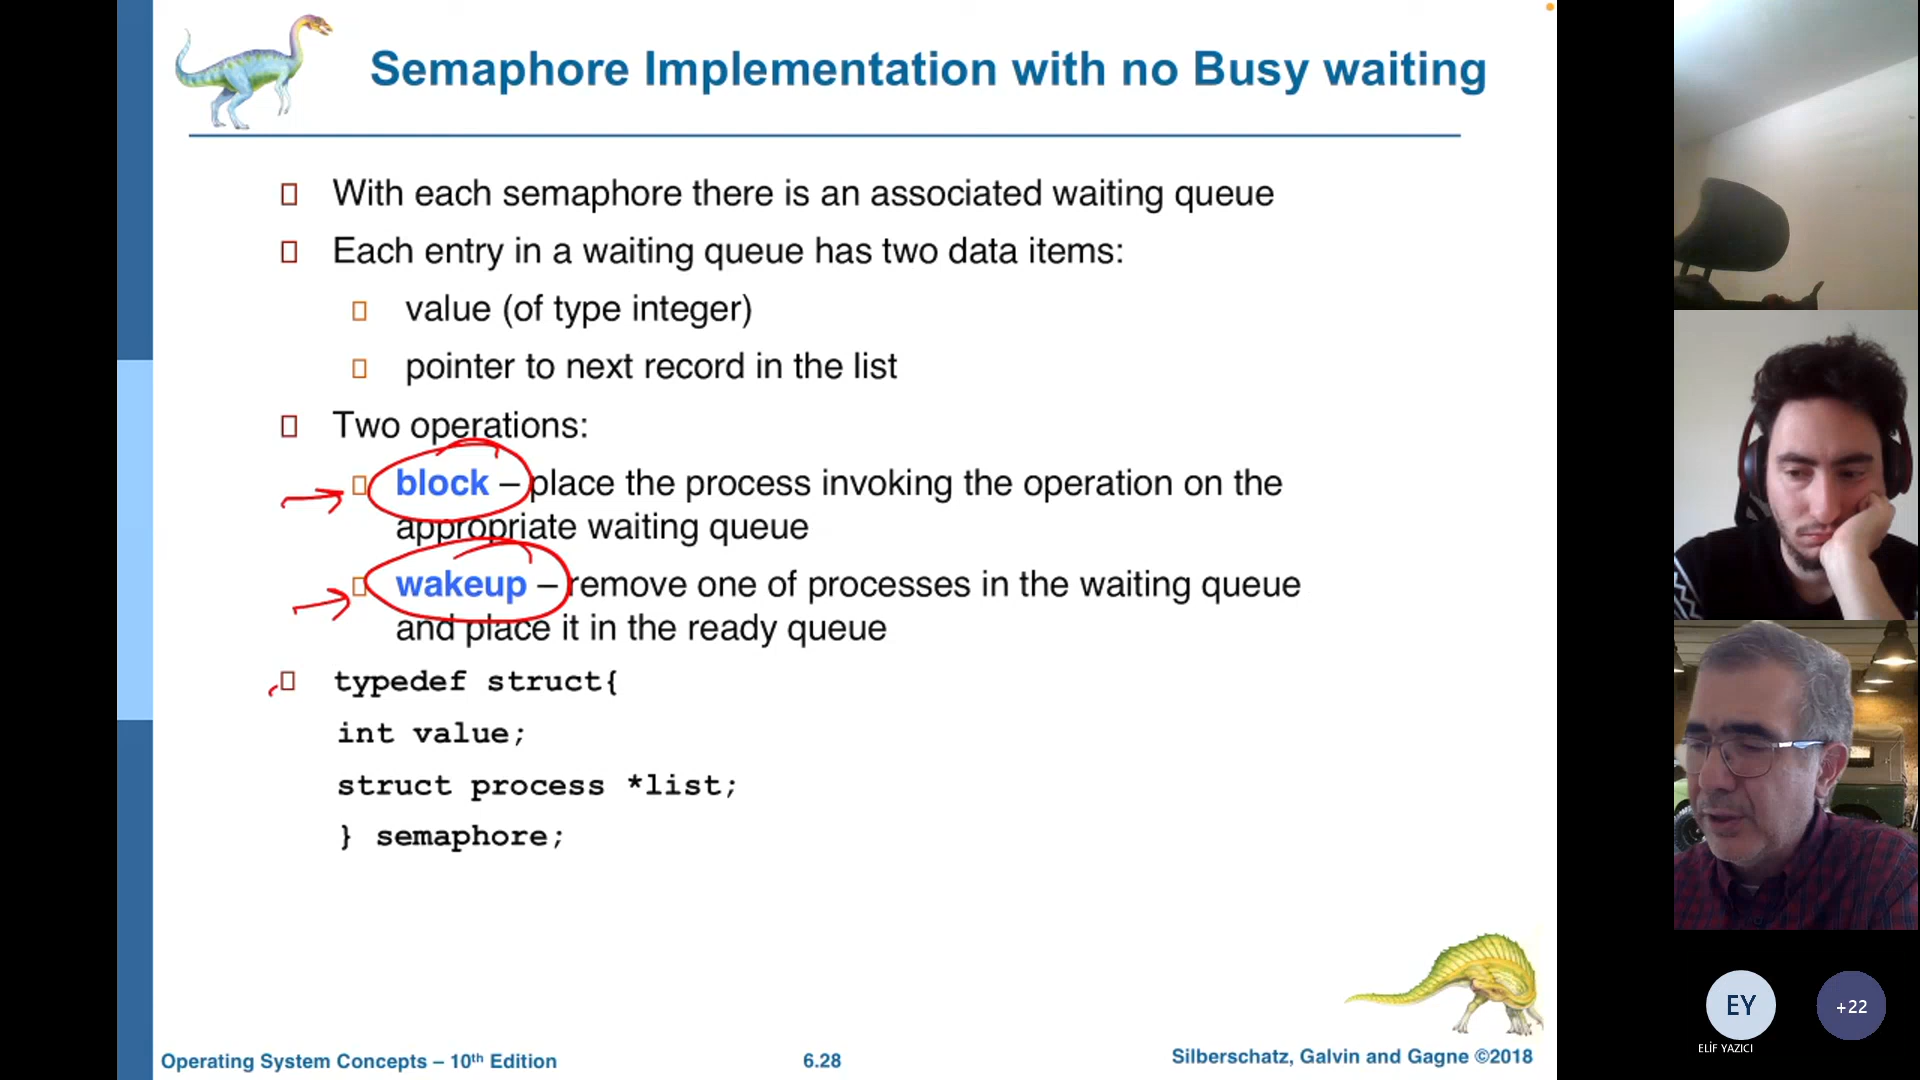 Semaphore Implementation with no Busy waiting
With each semaphore there is an associated waiting queue
Each entry in a waiting queue has two data items:
value (of type integer)
pointer to next record in the list
Two operations:
block – place the process invoking the operation on the
appropriate waiting queue
wakeup – remove one of processes in the waiting queue
and place it in the ready queue
typedef struct{
int value;
struct process *list;
} semaphore;
Operating System Concepts – 10th Edition
6.28
Silberschatz, Galvin and Gagne ©2018
EY
+22
ELİF YAZICI